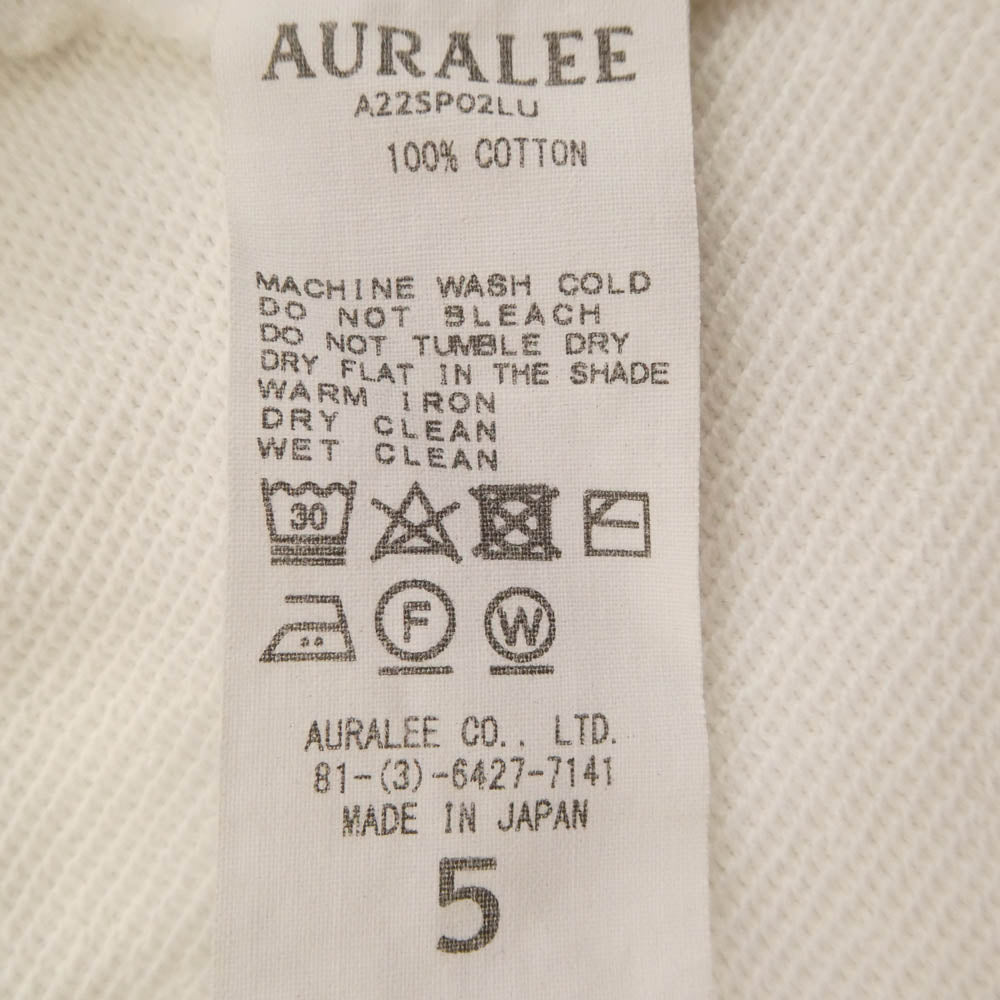 AURALEE
A22SP02LU
100% COTTON
MACHINE WASH COLD
DO NOT BLEACH
DO NOT TUMBLE DRY
DRY FLAT IN THE SHADE
WARM IRON
DRY CLEAN
WET CLEAN
30
F W
AURALEE CO., LTD.
81-(3)-6427-7141
MADE IN JAPAN
5